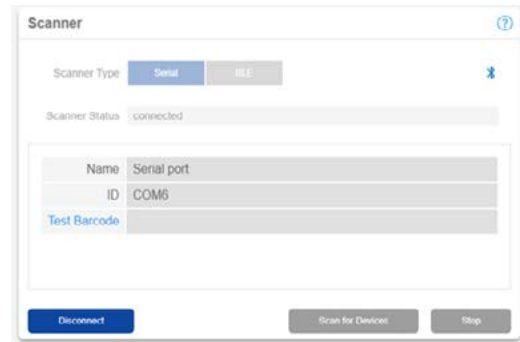 Scanner ?
Scanner Type Serial BLE
Scanner Status connected
Name Serial port
ID COM6
Test Barcode
Disconnect Scan for Devices Stop